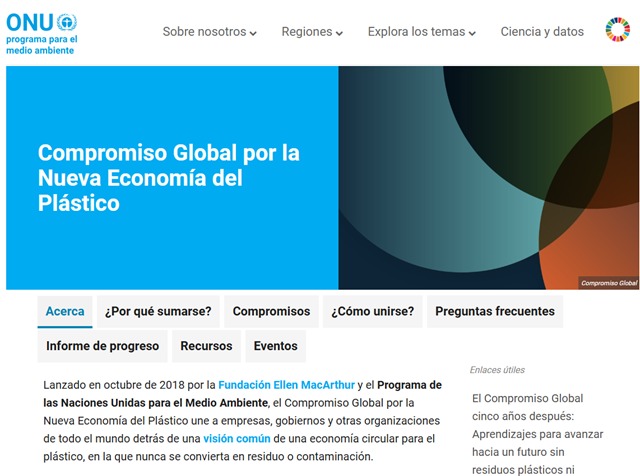 ONU
programa para el
medio ambiente
Sobre nosotros
Regiones
Explora los temas
Ciencia y datos
Compromiso Global por la
Nueva Economía del
Plástico
Compromiso Global
Acerca
¿Por qué sumarse?
Compromisos
¿Cómo unirse?
Preguntas frecuentes
Informe de progreso
Recursos
Eventos
Lanzado en octubre de 2018 por la Fundación Ellen MacArthur y el Programa de
las Naciones Unidas para el Medio Ambiente, el Compromiso Global por la
Nueva Economía del Plástico une a empresas, gobiernos y otras organizaciones
de todo el mundo detrás de una visión común de una economía circular para el
plástico, en la que nunca se convierta en residuo o contaminación.
Enlaces útiles
El Compromiso Global
cinco años después:
Aprendizajes para avanzar
hacia un futuro sin
residuos plásticos ni